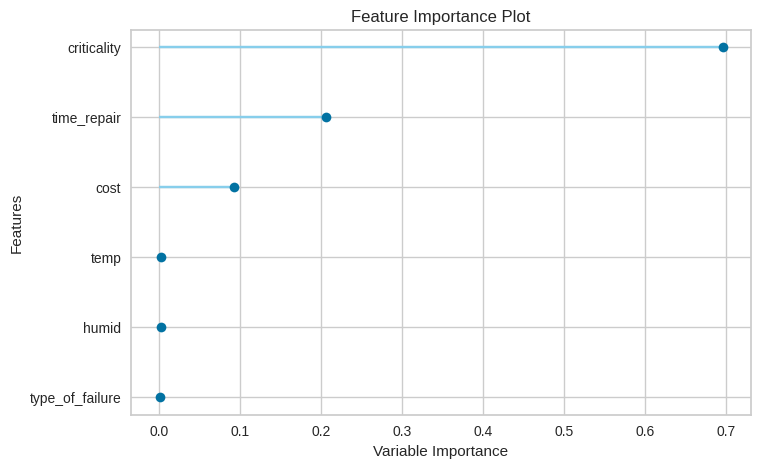 Feature Importance Plot
criticality
time_repair
cost
temp
humid
type_of_failure
Features
0.0 0.1 0.2 0.3 0.4 0.5 0.6 0.7
Variable Importance